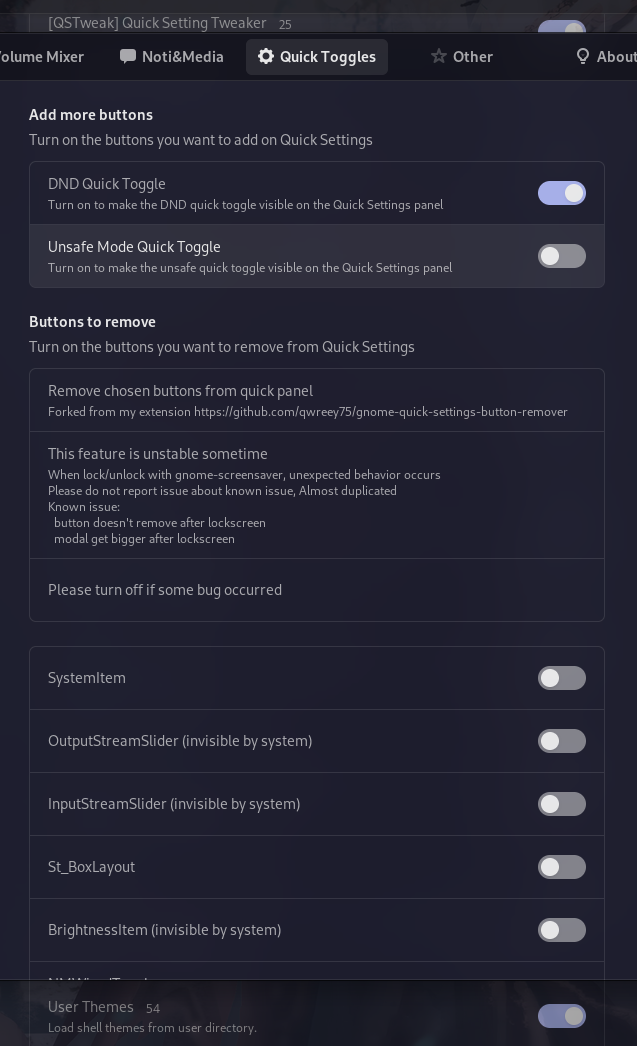 [QSTweak] Quick Setting Tweaker 25
Volume Mixer Noti&Media Quick Toggles Other About
Add more buttons
Turn on the buttons you want to add on Quick Settings
DND Quick Toggle
Turn on to make the DND quick toggle visible on the Quick Settings panel
Unsafe Mode Quick Toggle
Turn on to make the unsafe quick toggle visible on the Quick Settings panel
Buttons to remove
Turn on the buttons you want to remove from Quick Settings
Remove chosen buttons from quick panel
Forked from my extension https://github.com/qwreey75/gnome-quick-settings-button-remover
This feature is unstable sometime
When lock/unlock with gnome-screensaver, unexpected behavior occurs
Please do not report issue about known issue, Almost duplicated
Known issue:
button doesn't remove after lockscreen
modal get bigger after lockscreen
Please turn off if some bug occurred
SystemItem
OutputStreamSlider (invisible by system)
InputStreamSlider (invisible by system)
St_BoxLayout
BrightnessItem (invisible by system)
User Themes 54
Load shell themes from user directory.